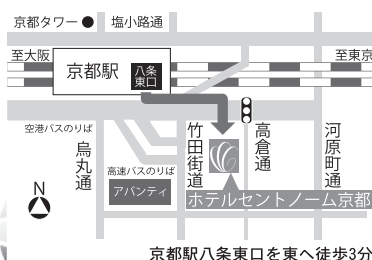 京都タワー
塩小路通
至大阪
至東京
京都駅
八条
東口
空港バスのりば
烏丸通
高速バスのりば
アバンティ
竹田街道
高倉通
河原町通
ホテルセントノーム京都
N
京都駅八条東口を東へ徒歩3分